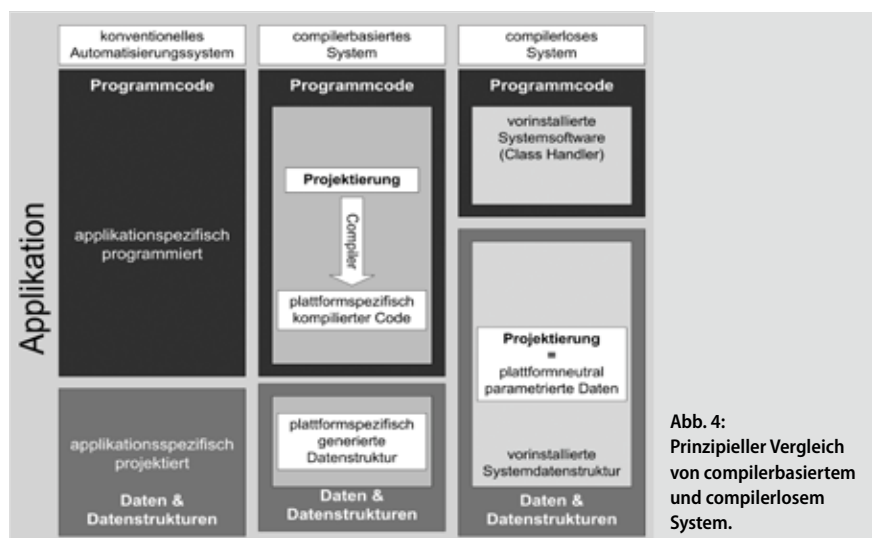 Applikation
konventionelles
Automatisierungssystem
Programmcode
applikationspezifisch
programmiert
applikationsspezifisch
projektiert
Daten &
Datenstrukturen
compilerbasiertes
System
Programmcode
Projektierung
Compiler
plattformspezifisch
kompilierter Code
plattformspezifisch
generierte
Datenstruktur
Daten &
Datenstrukturen
compilerloses
System
Programmcode
vorinstallierte
Systemsoftware
(Class Handler)
Projektierung
=
plattformneutral
parametrierte Daten
vorinstallierte
Systemdatenstruktur
Daten &
Datenstrukturen
Abb. 4:
Prinzipieller Vergleich
von compilerbasiertem
und compilerlosem
System.